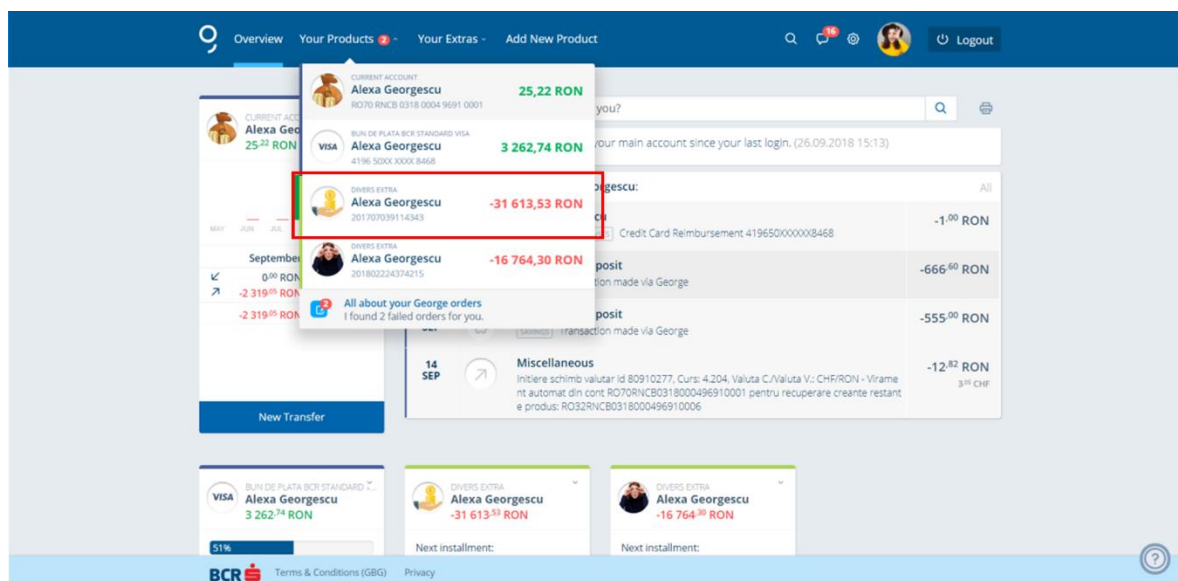 Overview Your Products 2 Your Extras Add New Product 16 Logout
CURRENT ACCOUNT
Alexa Georgescu 25,22 RON
RO70 RNCB 0318 0004 9691 0001
BUN DE PLATA BCR STANDARD VISA
VISA Alexa Georgescu 3 262,74 RON
4196 50XX XXXX 8468
DIVERS EXTRA
Alexa Georgescu -31 613,53 RON
201707039114343
DIVERS EXTRA
Alexa Georgescu -16 764,30 RON
201802224374215
2 All about your George orders
I found 2 failed orders for you.
CURRENT ACC
Alexa Geo
25,22 RON
MAY JUN JUL
September
0,00 RON
-2 319,05 RON
-2 319,05 RON
New Transfer
you?
your main account since your last login. (26.09.2018 15:13)
orgescu: All
cu
Credit Card Reimbursement 419650XXXXXX8468 -1,00 RON
posit
tion made via George -666,60 RON
posit
SAVINGS Transaction made via George -555,00 RON
14
SEP
Miscellaneous -12,82 RON
Initiere schimb valutar id 80910277, Curs: 4.204, Valuta C./Valuta V.: CHF/RON - Virame
nt automat din cont RO70RNCB0318000496910001 pentru recuperare creante restant
e produs: RO32RNCB0318000496910006
CHF
BUN DE PLATA BCR STANDARD V...
VISA Alexa Georgescu
3 262,74 RON
51%
DIVERS EXTRA
Alexa Georgescu
-31 613,53 RON
Next installment:
DIVERS EXTRA
Alexa Georgescu
-16 764,30 RON
Next installment:
BCR Terms & Conditions (GBG) Privacy
?